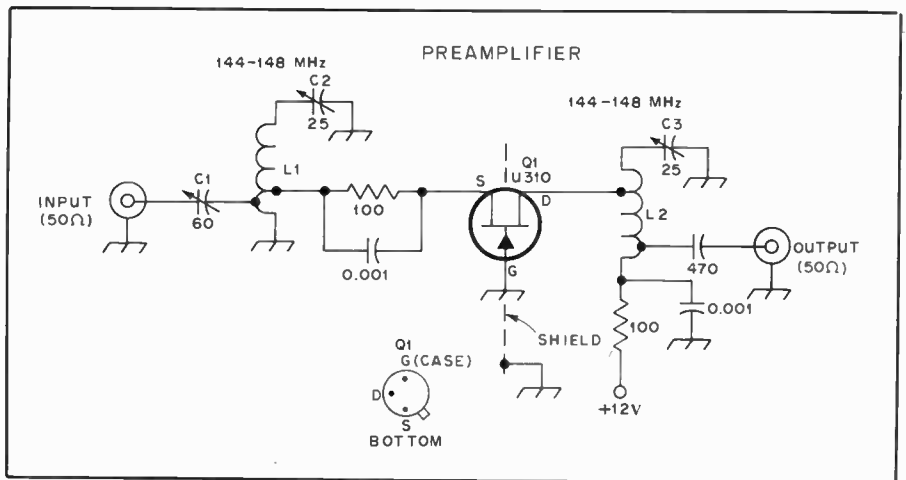 PREAMPLIFIER
144-148 MHz
C2
25
144-148 MHz
C3
25
L1
Q1
U310
S
D
G
C1
60
INPUT
(50Ω)
100
0.001
L2
470
OUTPUT
(50Ω)
0.001
100
SHIELD
+12V
Q1
G(CASE)
D
S
BOTTOM